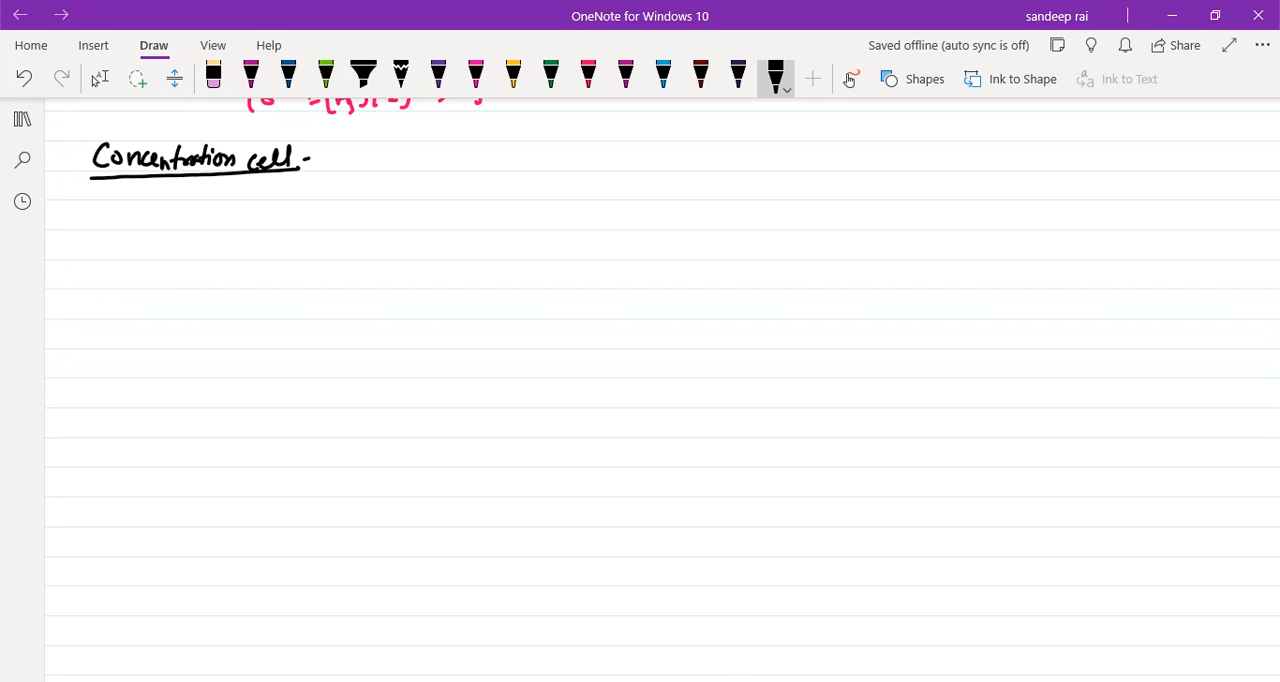 OneNote for Windows 10
sandeep rai
Home Insert Draw View Help
Saved offline (auto sync is off) Share
Shapes Ink to Shape Ink to Text
Concentration cell -